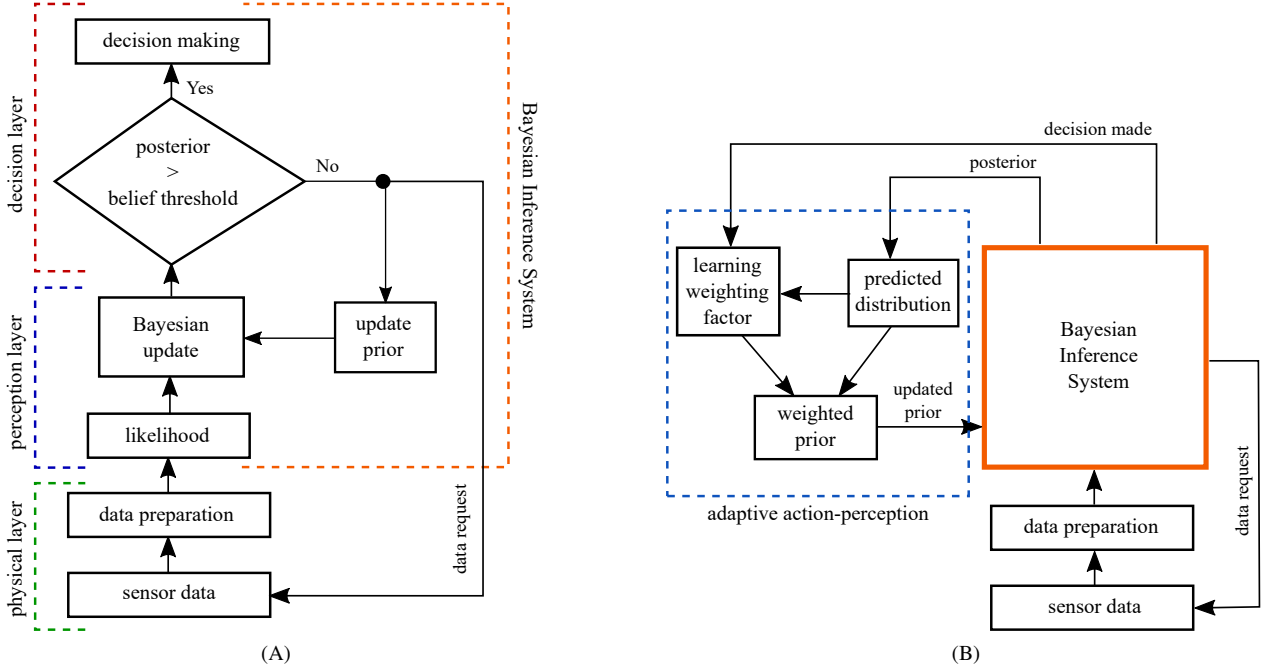 decision making
Yes
posterior
>
belief threshold
No
decision layer
Bayesian Inference System
Bayesian
update
update
prior
perception layer
likelihood
data preparation
physical layer
sensor data
data request
(A)
decision made
posterior
learning
weighting
factor
predicted
distribution
Bayesian
Inference
System
updated
prior
weighted
prior
adaptive action-perception
data request
data preparation
sensor data
(B)